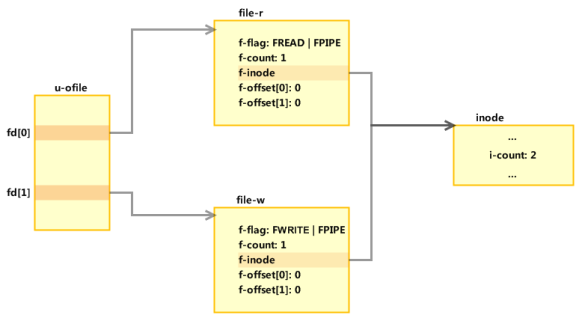 file-r
f-flag: FREAD | FPIPE
f-count: 1
f-inode
f-offset[0]: 0
f-offset[1]: 0
u-ofile
fd[0]
fd[1]
inode
...
i-count: 2
...
file-w
f-flag: FWRITE | FPIPE
f-count: 1
f-inode
f-offset[0]: 0
f-offset[1]: 0